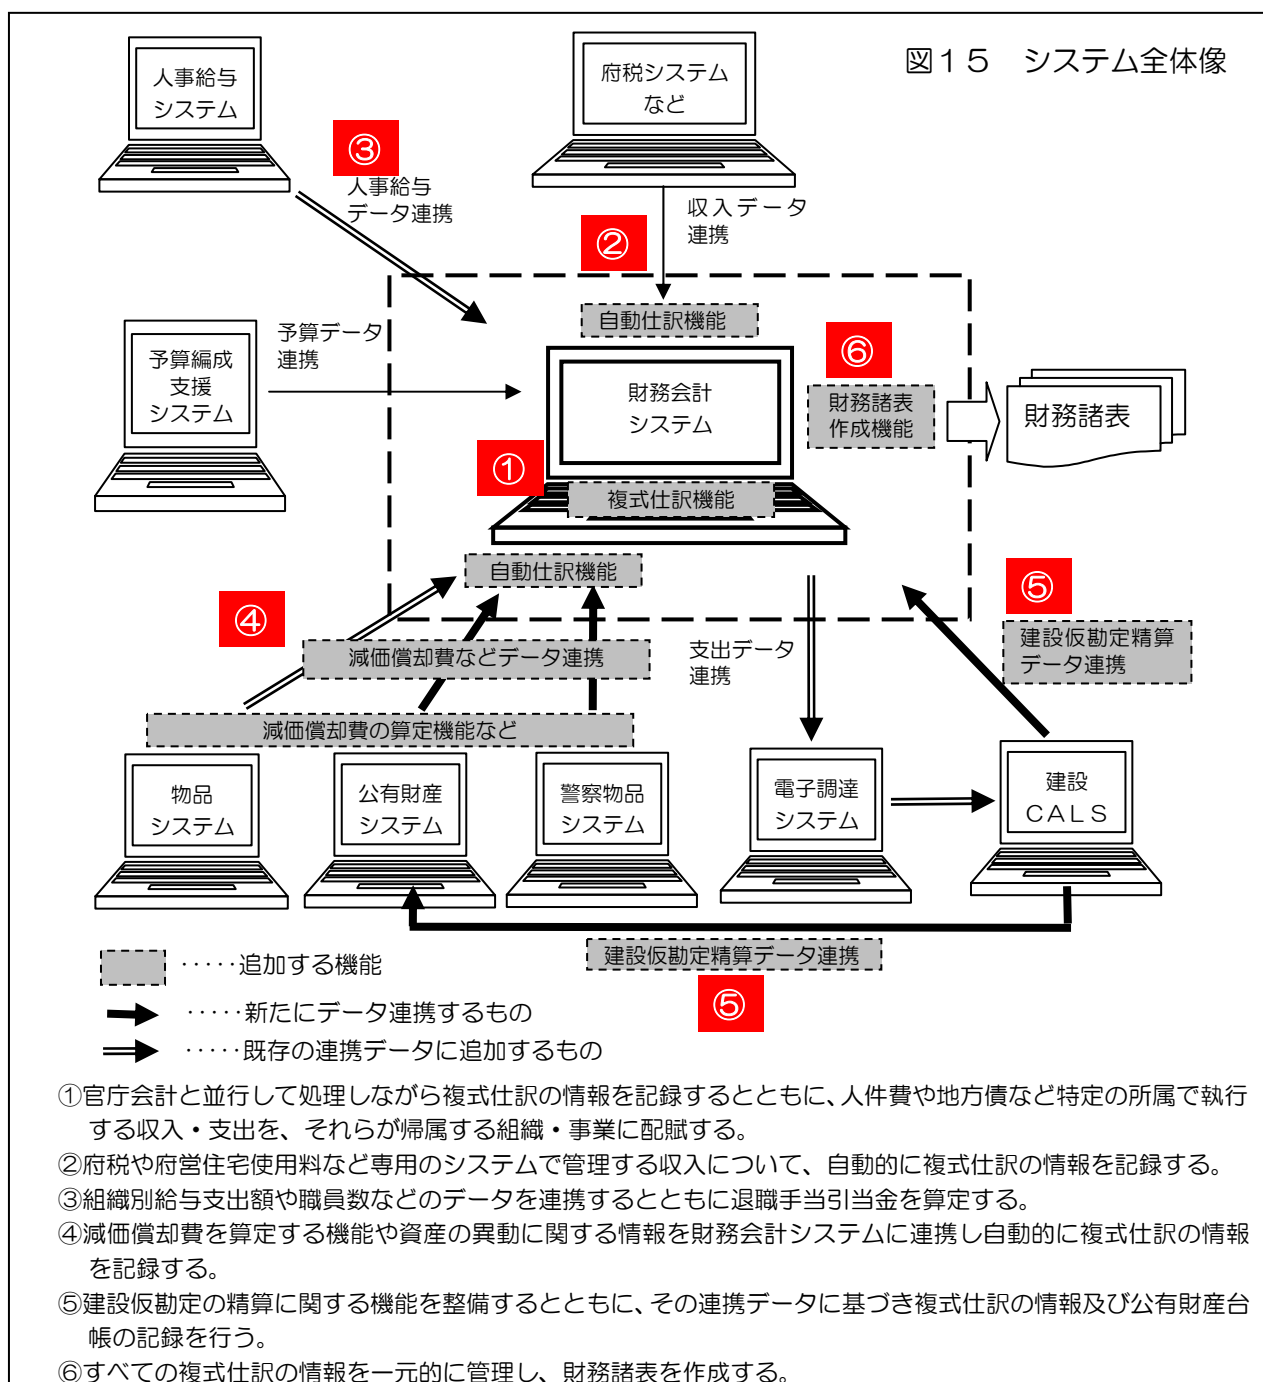 図１５　システム全体像
人事給与
システム
府税システム
など
③
人事給与
データ連携
収入データ
連携
②
自動仕訳機能
予算編成
支援
システム
予算データ
連携
財務会計
システム
⑥
財務諸表
作成機能
財務諸表
①
複式仕訳機能
自動仕訳機能
④
減価償却費などデータ連携
支出データ
連携
⑤
建設仮勘定精算
データ連携
減価償却費の算定機能など
物品
システム
公有財産
システム
警察物品
システム
電子調達
システム
建設
ＣＡＬＳ
建設仮勘定精算データ連携
⑤
‥‥‥追加する機能
‥‥‥新たにデータ連携するもの
‥‥‥既存の連携データに追加するもの
①官庁会計と並行して処理しながら複式仕訳の情報を記録するとともに、人件費や地方債など特定の所属で執行
する収入・支出を、それらが帰属する組織・事業に配賦する。
②府税や府営住宅使用料など専用のシステムで管理する収入について、自動的に複式仕訳の情報を記録する。
③組織別給与支出額や職員数などのデータを連携するとともに退職手当引当金を算定する。
④減価償却費を算定する機能や資産の異動に関する情報を財務会計システムに連携し自動的に複式仕訳の情報
を記録する。
⑤建設仮勘定の精算に関する機能を整備するとともに、その連携データに基づき複式仕訳の情報及び公有財産台
帳の記録を行う。
⑥すべての複式仕訳の情報を一元的に管理し、財務諸表を作成する。